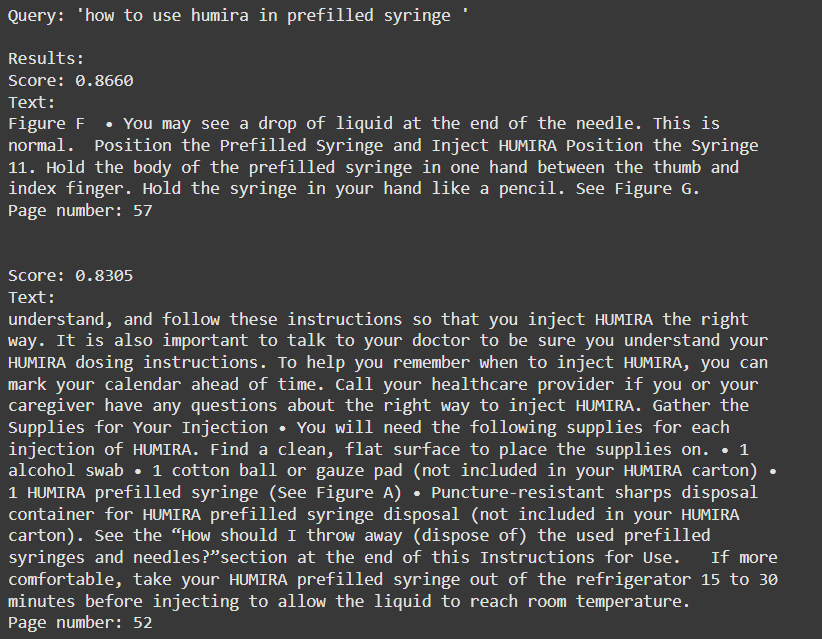 Query: 'how to use humira in prefilled syringe '
Results:
Score: 0.8660
Text:
Figure F  • You may see a drop of liquid at the end of the needle. This is
normal.  Position the Prefilled Syringe and Inject HUMIRA Position the Syringe
11. Hold the body of the prefilled syringe in one hand between the thumb and
index finger. Hold the syringe in your hand like a pencil. See Figure G.
Page number: 57
Score: 0.8305
Text:
understand, and follow these instructions so that you inject HUMIRA the right
way. It is also important to talk to your doctor to be sure you understand your
HUMIRA dosing instructions. To help you remember when to inject HUMIRA, you can
mark your calendar ahead of time. Call your healthcare provider if you or your
caregiver have any questions about the right way to inject HUMIRA. Gather the
Supplies for Your Injection • You will need the following supplies for each
injection of HUMIRA. Find a clean, flat surface to place the supplies on. • 1
alcohol swab • 1 cotton ball or gauze pad (not included in your HUMIRA carton) •
1 HUMIRA prefilled syringe (See Figure A) • Puncture-resistant sharps disposal
container for HUMIRA prefilled syringe disposal (not included in your HUMIRA
carton). See the “How should I throw away (dispose of) the used prefilled
syringes and needles?”section at the end of this Instructions for Use.   If more
comfortable, take your HUMIRA prefilled syringe out of the refrigerator 15 to 30
minutes before injecting to allow the liquid to reach room temperature.
Page number: 52